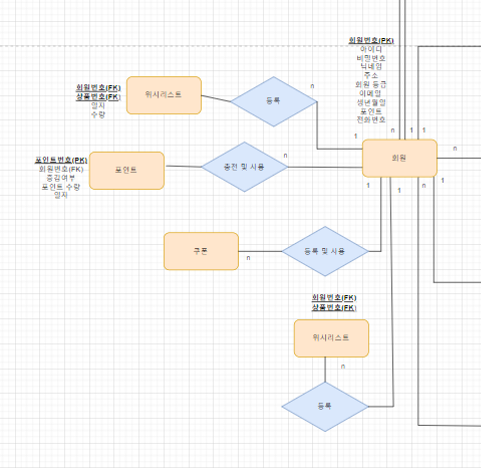 회원번호(PK)
아이디
비밀번호
닉네임
주소
회원 등급
이메일
생년월일
포인트
전화번호
회원번호(FK)
상품번호(FK)
일자
수량
위시리스트
등록
n
1
n
1
1
회원
n
포인트번호(PK)
회원번호(FK)
증감여부
포인트 수량
일자
포인트
충전 및 사용
n
1
1
1
n
1
쿠폰
n
등록 및 사용
회원번호(FK)
상품번호(FK)
위시리스트
n
등록